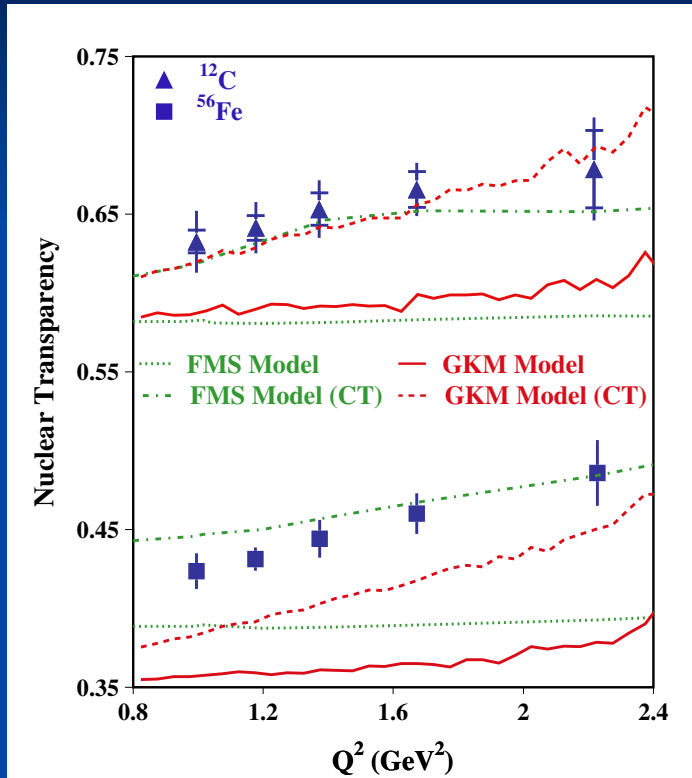 0.75
¹²C
⁵⁶Fe
0.65
0.55
FMS Model
GKM Model
FMS Model (CT)
GKM Model (CT)
0.45
0.35
0.8 1.2 1.6 2 2.4
Nuclear Transparency
Q² (GeV²)